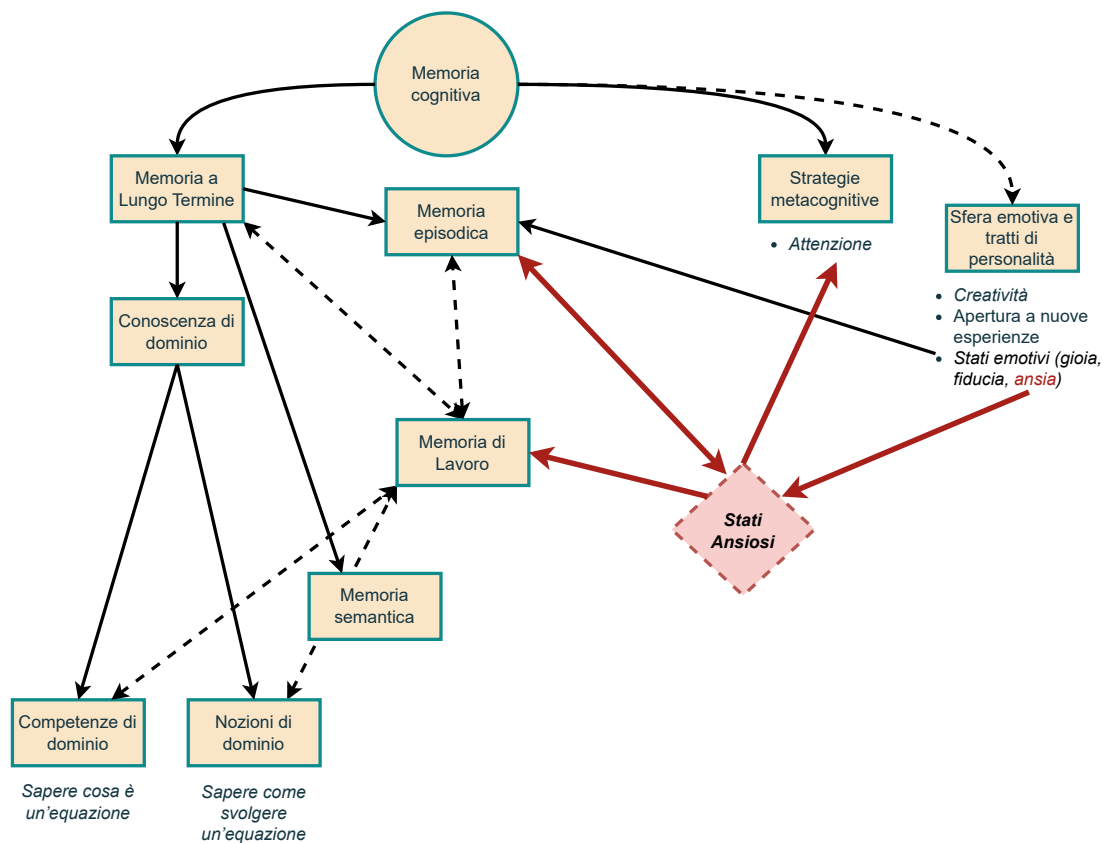 Memoria
cognitiva
Memoria a
Lungo Termine
Memoria
episodica
Strategie
metacognitive
Attenzione
Sfera emotiva e
tratti di
personalità
Creatività
Apertura a nuove
esperienze
Stati emotivi (gioia,
fiducia, ansia)
Conoscenza di
dominio
Memoria di
Lavoro
Stati
Ansiosi
Memoria
semantica
Competenze di
dominio
Nozioni di
dominio
Sapere cosa è
un'equazione
Sapere come
svolgere
un'equazione